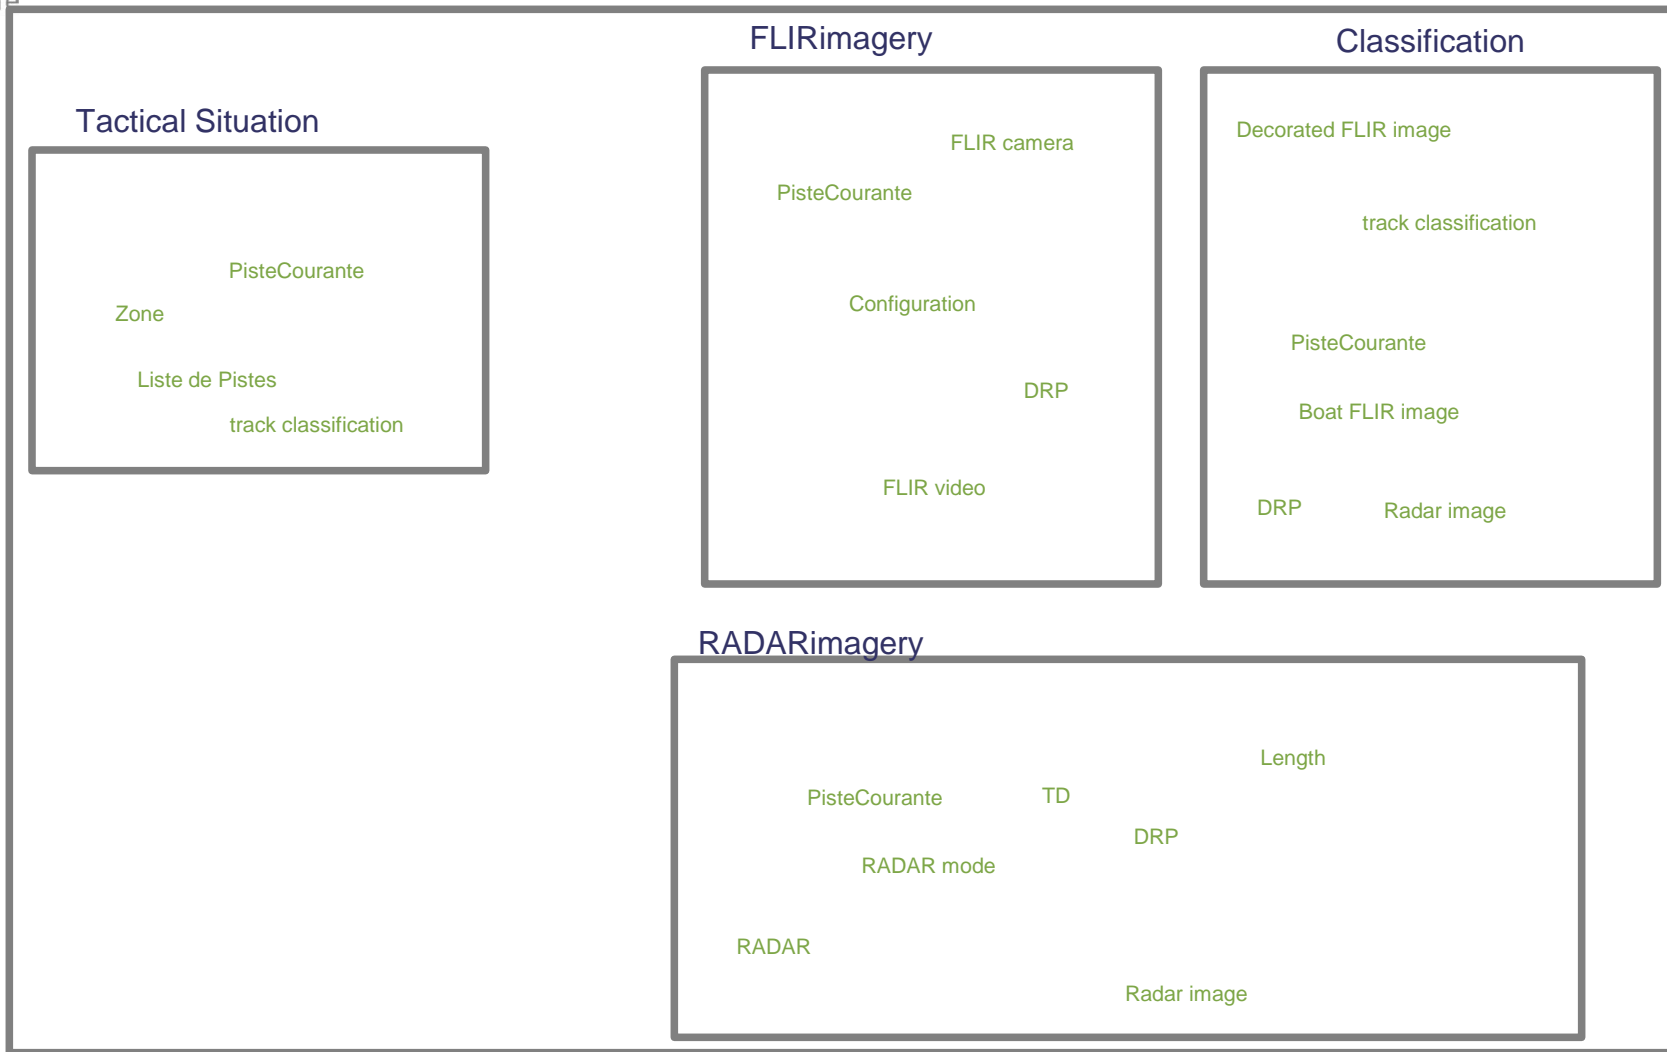 FLIRimagery
Classification
Tactical Situation
FLIR camera
PisteCourante
Configuration
DRP
FLIR video
Decorated FLIR image
track classification
PisteCourante
Boat FLIR image
DRP
Radar image
PisteCourante
Zone
Liste de Pistes
track classification
RADARimagery
Length
PisteCourante
TD
DRP
RADAR mode
RADAR
Radar image